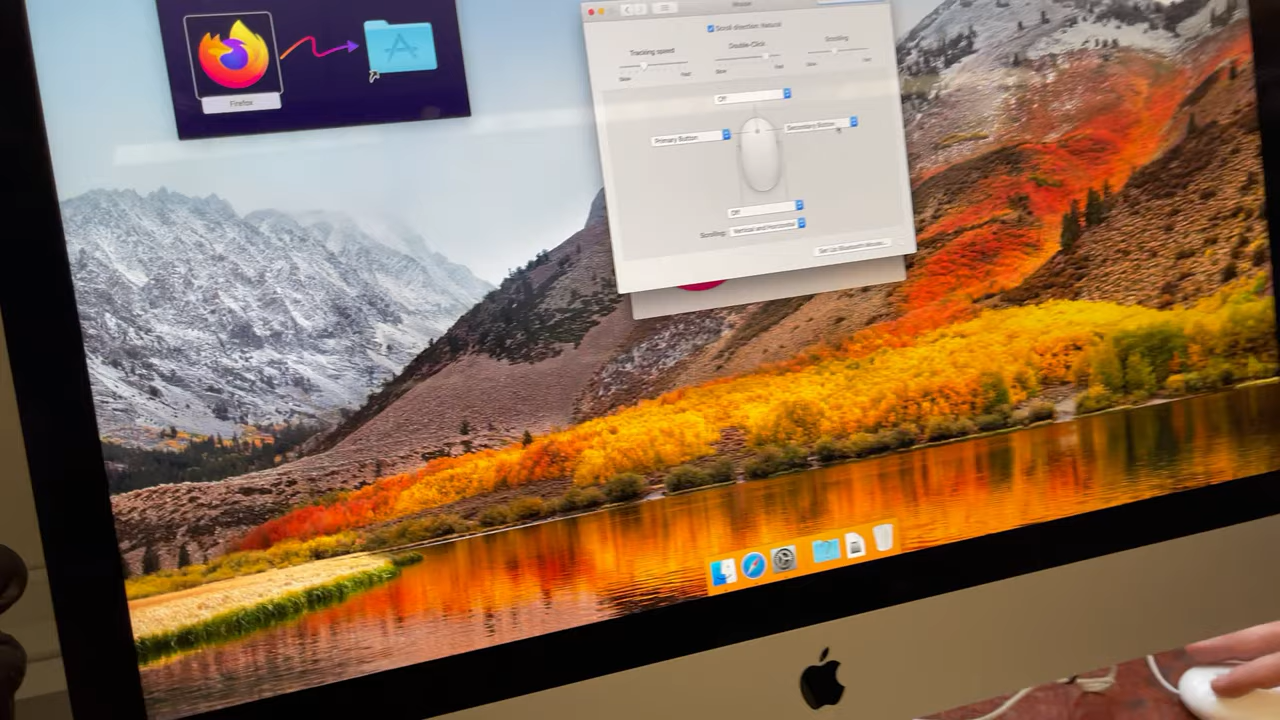 Firefox
Mouse
Scroll direction: Natural
Tracking speed
Double-Click
Scrolling
Slow
Fast
Slow
Fast
Slow
Fast
Off
Primary Button
Secondary Button
Off
Scrolling:
Vertical and Horizontal
Set Up Bluetooth Mouse...